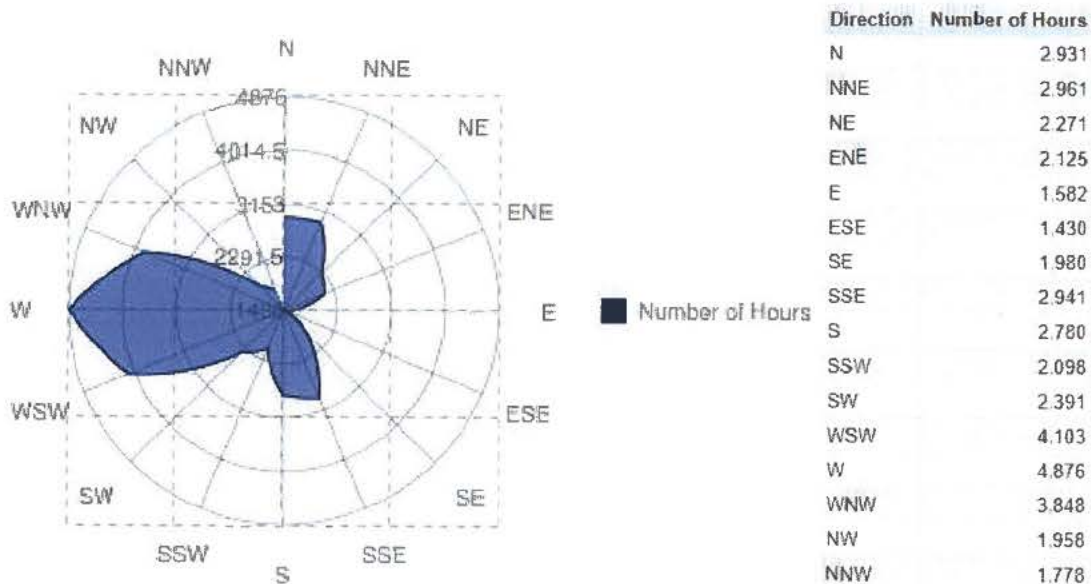 N
NNW NNE
NW NE
4876
4014.5
WNW 3153 ENE
2291.5
W E
WSW ESE
SW SE
SSW SSE
S
Number of Hours
Direction Number of Hours
N 2.931
NNE 2.961
NE 2.271
ENE 2.125
E 1.582
ESE 1.430
SE 1.980
SSE 2.941
S 2.780
SSW 2.098
SW 2.391
WSW 4.103
W 4.876
WNW 3.848
NW 1.958
NNW 1.778